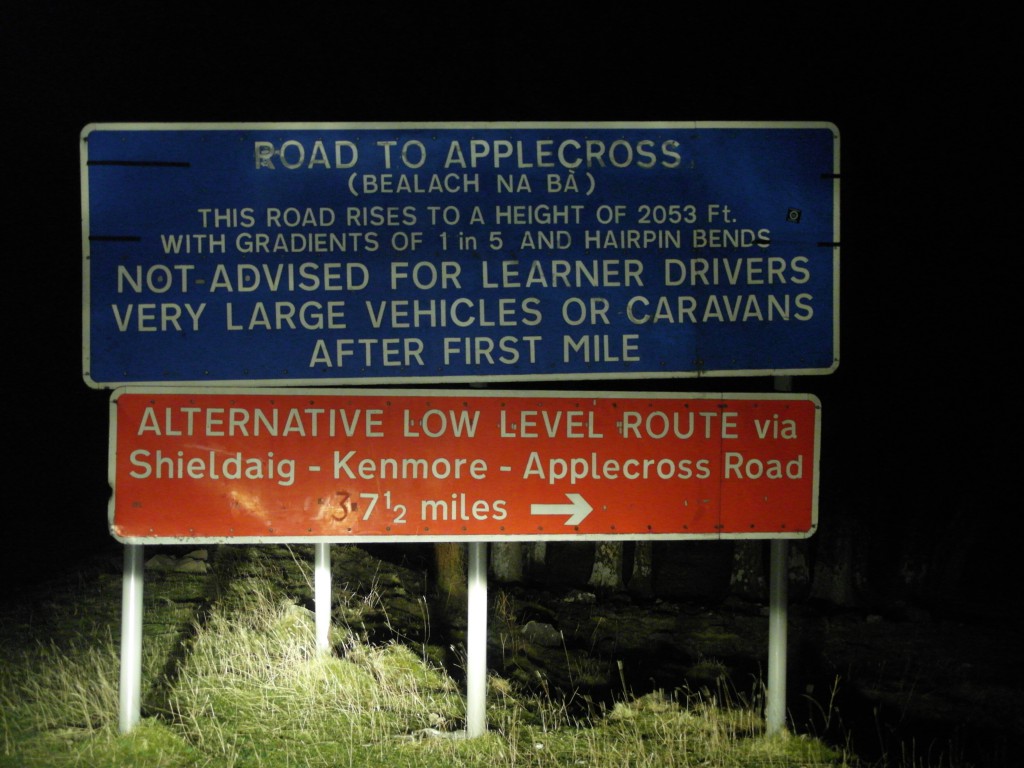 ROAD TO APPLECROSS
(BEALACH NA BÀ)
THIS ROAD RISES TO A HEIGHT OF 2053 Ft.
WITH GRADIENTS OF 1 in 5 AND HAIRPIN BENDS
NOT ADVISED FOR LEARNER DRIVERS
VERY LARGE VEHICLES OR CARAVANS
AFTER FIRST MILE
ALTERNATIVE LOW LEVEL ROUTE via
Shieldaig - Kenmore - Applecross Road
37½ miles →